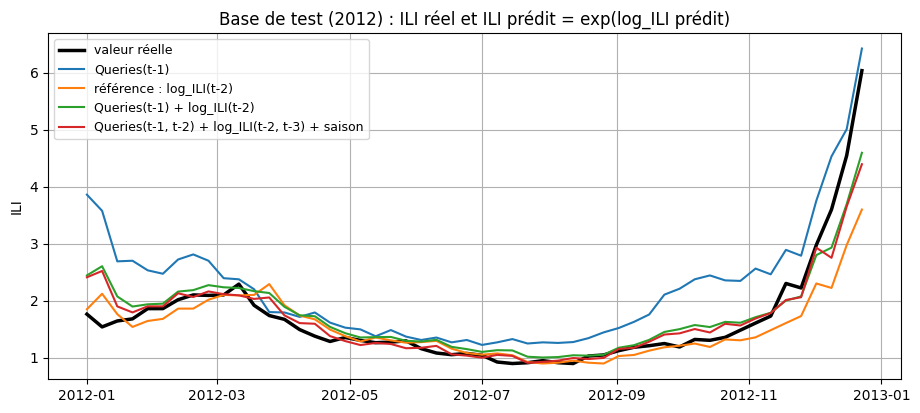 Base de test (2012) : ILI réel et ILI prédit = exp(log_ILI prédit)
valeur réelle
Queries(t-1)
référence : log_ILI(t-2)
Queries(t-1) + log_ILI(t-2)
Queries(t-1, t-2) + log_ILI(t-2, t-3) + saison
ILI
6
5
4
3
2
1
2012-01 2012-03 2012-05 2012-07 2012-09 2012-11 2013-01